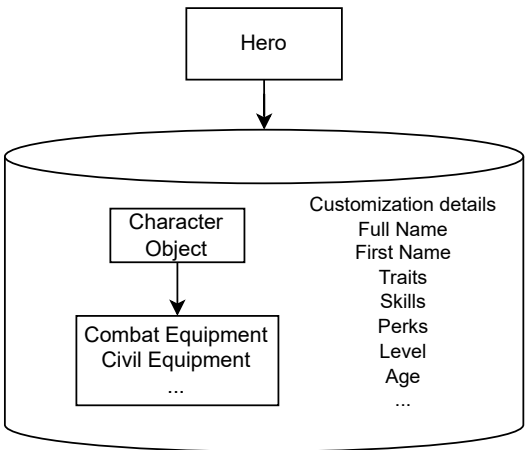 Hero
Character
Object
Combat Equipment
Civil Equipment
...
Customization details
Full Name
First Name
Traits
Skills
Perks
Level
Age
...